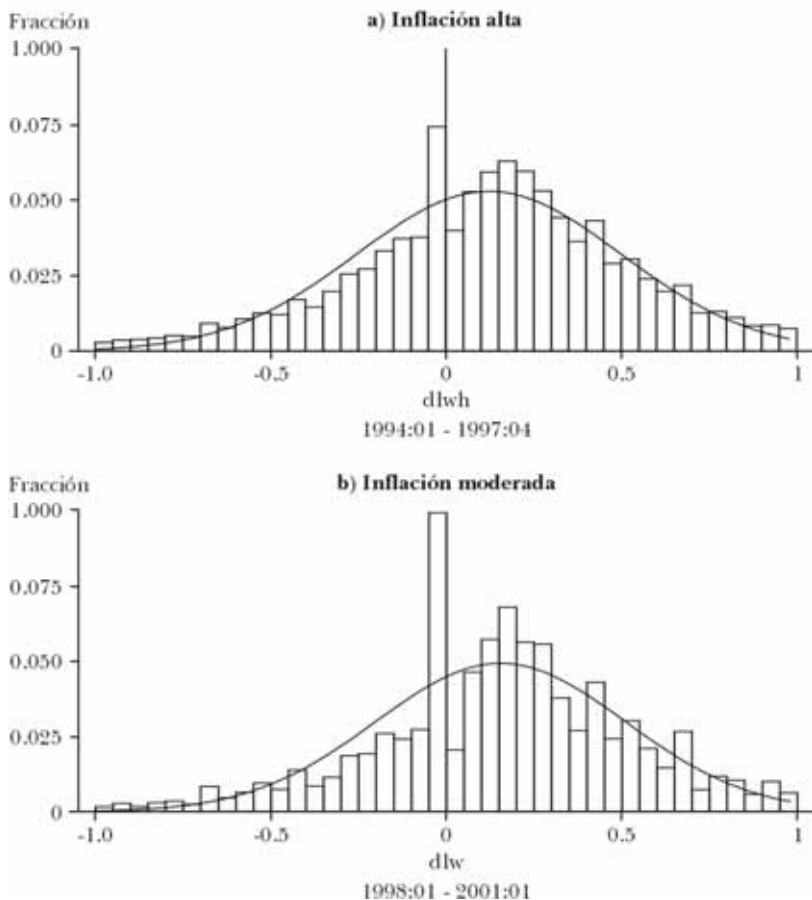 Fracción
a) Inflación alta
1.000
0.075
0.050
0.025
0
-1.0 -0.5 0 0.5 1
dlwh
1994:01 - 1997:04
Fracción
b) Inflación moderada
1.000
0.075
0.050
0.025
0
-1.0 -0.5 0 0.5 1
dlw
1998:01 - 2001:01